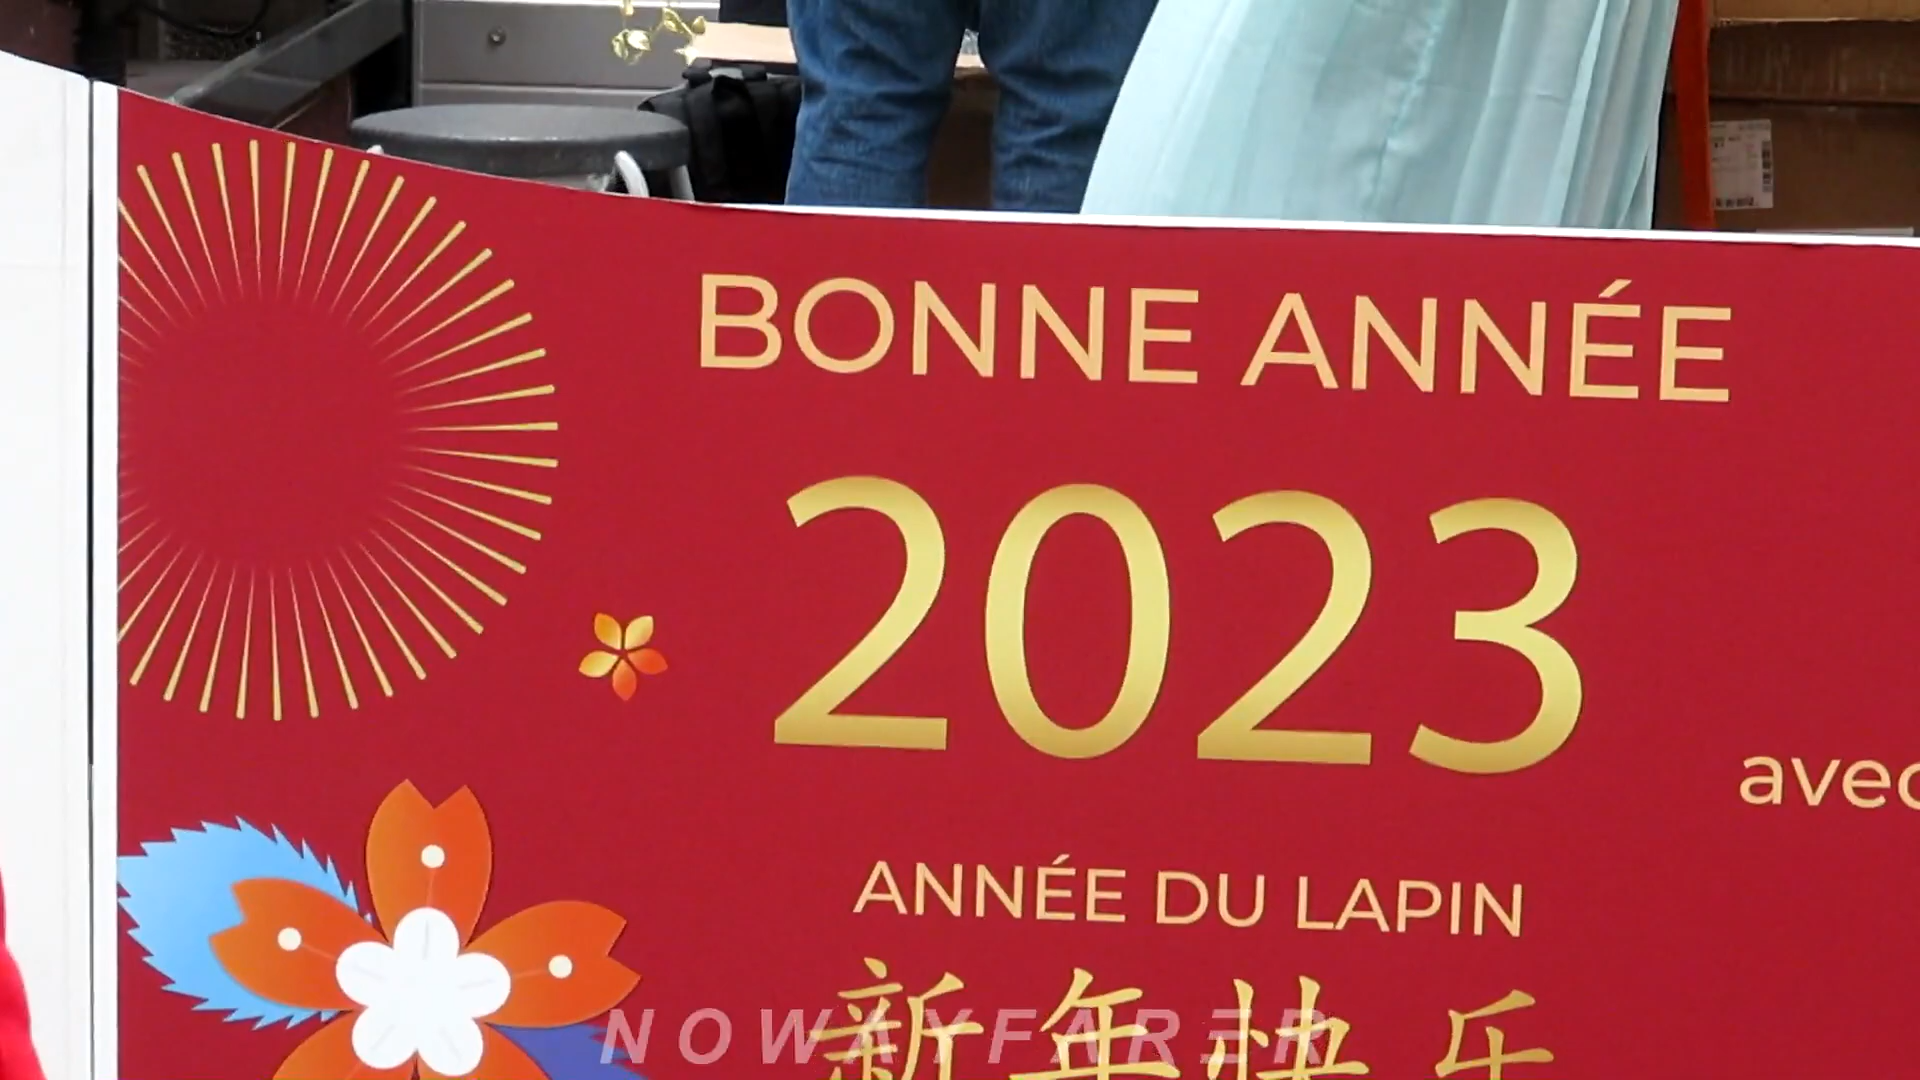 BONNE ANNÉE
2023
avec
ANNÉE DU LAPIN
新年快乐
NOWAYFARER